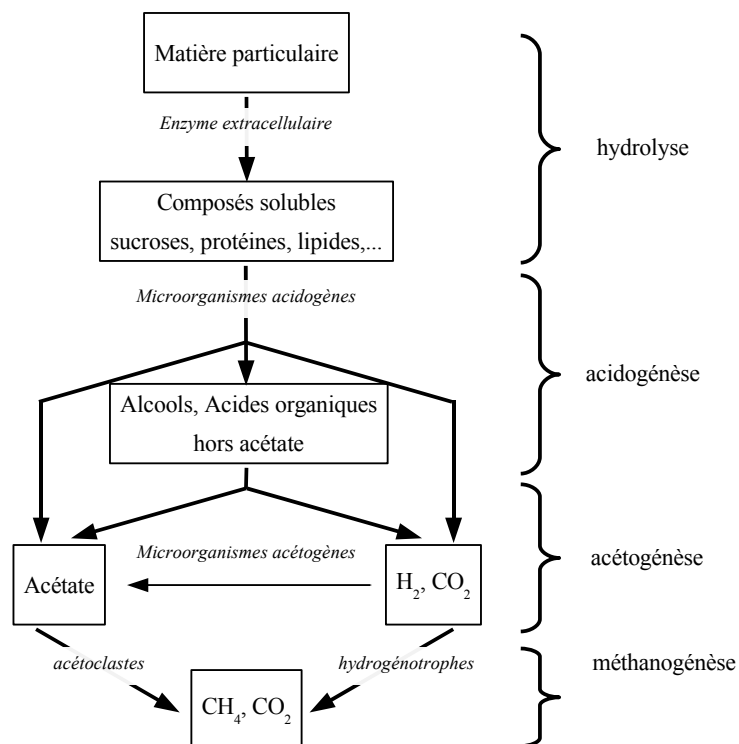 Matière particulaire
Enzyme extracellulaire
hydrolyse
Composés solubles
sucroses, protéines, lipides,...
Microorganismes acidogènes
acidogénèse
Alcools, Acides organiques
hors acétate
Microorganismes acétogènes
acétogénèse
Acétate
H₂, CO₂
acétoclastes
hydrogénotrophes
méthanogénèse
CH₄, CO₂